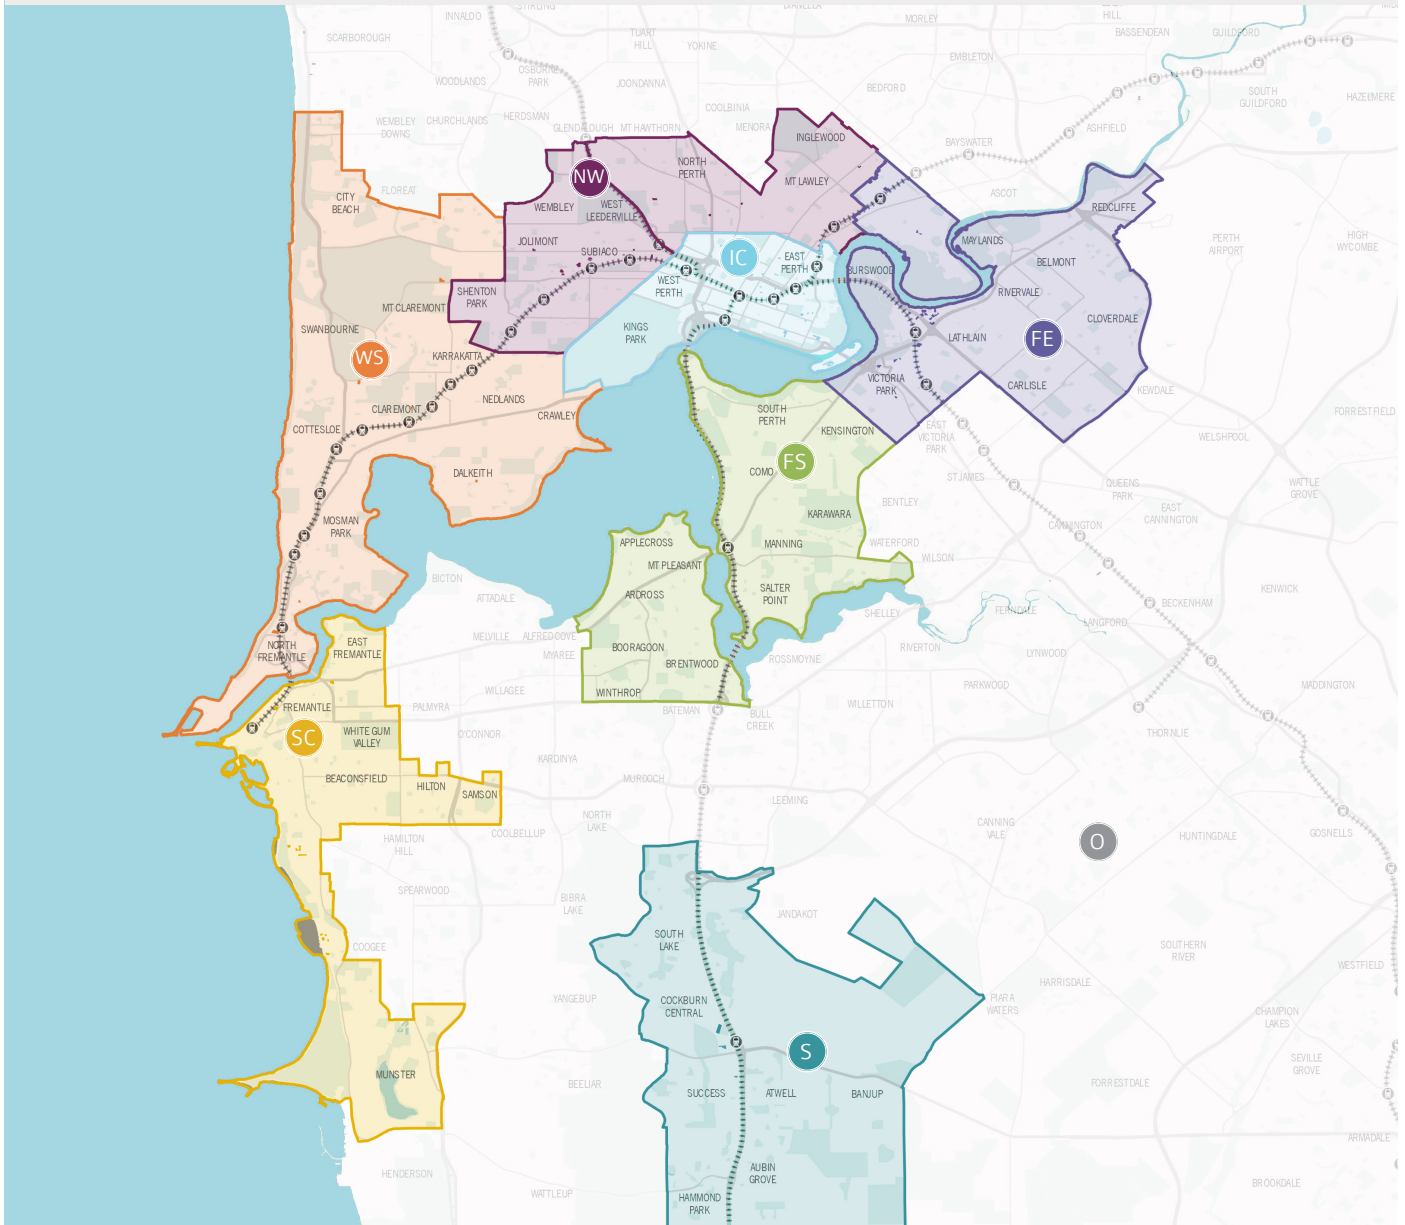 STIRLING
DIANELLA
HILL
INNALOO
MORLEY
BASSENDEAN
GUILDFORD
SCARBOROUGH
TUART
HILL
YOKINE
EMBLETON
OSBORNE
PARK
WOODLANDS
JOONDANNA
BEDFORD
SOUTH
GUILDFORD
HAZELMERE
COOLBINIA
WEMBLEY
DOWNS
CHURCHLANDS
HERDSMAN
GLENDALOUGH
MT HAWTHORN
MENORA
INGLEWOOD
ASHFIELD
BAYSWATER
NORTH
PERTH
NW
MT LAWLEY
FLOREAT
ASCOT
CITY
BEACH
WEMBLEY
WEST
LEEDERVILLE
REDCLIFFE
JOLIMONT
SUBIACO
MAYLANDS
PERTH
AIRPORT
HIGH
WYCOMBE
IC
EAST
PERTH
BURSWOOD
BELMONT
WEST
PERTH
SHENTON
PARK
RIVERVALE
MT CLAREMONT
CLOVERDALE
SWANBOURNE
KINGS
PARK
LATHLAIN
FE
WS
KARRAKATTA
VICTORIA
PARK
CARLISLE
KEWDALE
NEDLANDS
CLAREMONT
CRAWLEY
SOUTH
PERTH
FORRESTFIELD
COTTESLOE
KENSINGTON
EAST
VICTORIA
PARK
WELSHPOOL
FS
DALKEITH
COMO
ST JAMES
QUEENS
PARK
WATTLE
GROVE
BENTLEY
KARAWARA
EAST
CANNINGTON
MOSMAN
PARK
CANNINGTON
APPLECROSS
MANNING
WATERFORD
WILSON
MT PLEASANT
BICTON
ARDROSS
SALTER
POINT
KENWICK
ATTADALE
BECKENHAM
SHELLEY
FERNDALE
LANGFORD
MELVILLE
ALFRED COVE
NORTH
FREMANTLE
EAST
FREMANTLE
MYAREE
BOORAGOON
BRENTWOOD
ROSSMOYNE
RIVERTON
LYNWOOD
WILLAGEE
WINTHROP
PARKWOOD
MADDINGTON
FREMANTLE
PALMYRA
BATEMAN
BULL
CREEK
WILLETTON
SC
WHITE GUM
VALLEY
O'CONNOR
THORNLIE
KARDINYA
BEACONSFIELD
HILTON
SAMSON
MURDOCH
LEEMING
NORTH
LAKE
CANNING
VALE
HUNTINGDALE
GOSNELLS
COOLBELLUP
HAMILTON
HILL
O
SPEARWOOD
BIBRA
LAKE
JANDAKOT
SOUTH
LAKE
COOGEE
SOUTHERN
RIVER
WESTFIELD
HARRISDALE
YANGEBUP
COCKBURN
CENTRAL
PIARA
WATERS
CHAMPION
LAKES
S
SEVILLE
GROVE
MUNSTER
BEELIAR
SUCCESS
ATWELL
BANJUP
FORRESTDALE
ARMADALE
HENDERSON
AUBIN
GROVE
WATTLEUP
HAMMOND
PARK
BROOKDALE